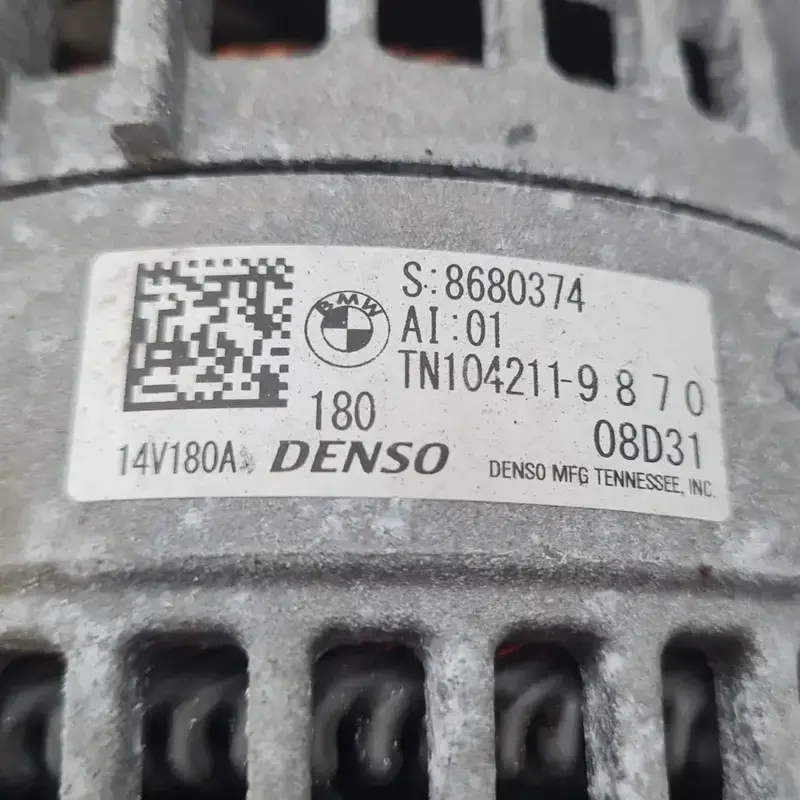 S:8680374
BMW
AI:01
TN104211-9870
180
08D31
14V180A
DENSO
DENSO MFG TENNESSEE, INC.